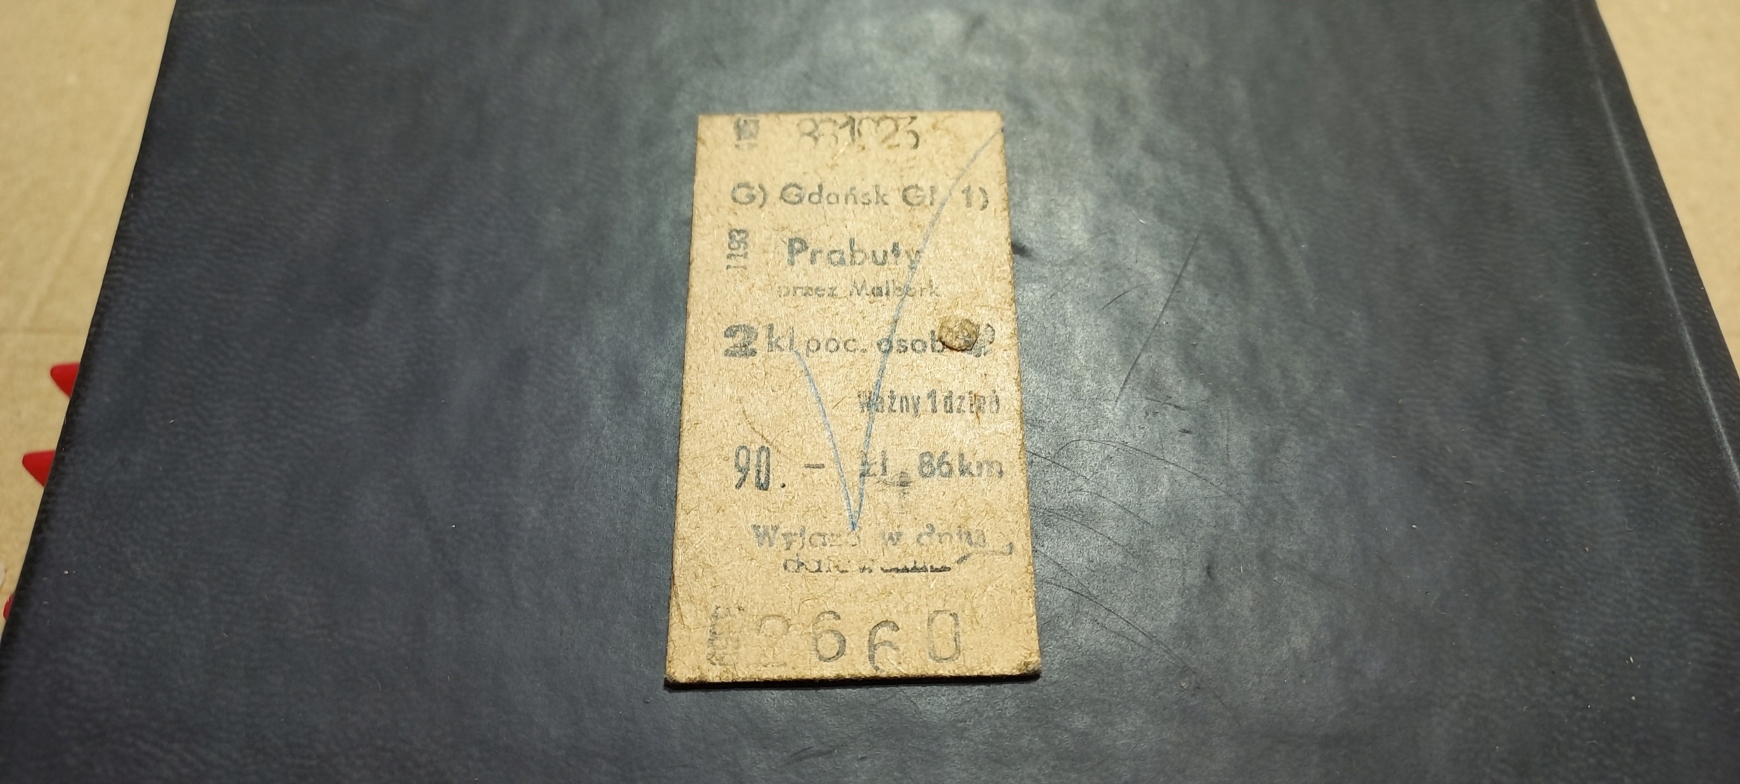 G) Gdańsk Gł. 1)
1193
Prabuty
przez Malbork
2 kl poc. osob
Ważny 1 dzień
90. - zł 86 km
Wyjazd w dniu
2660